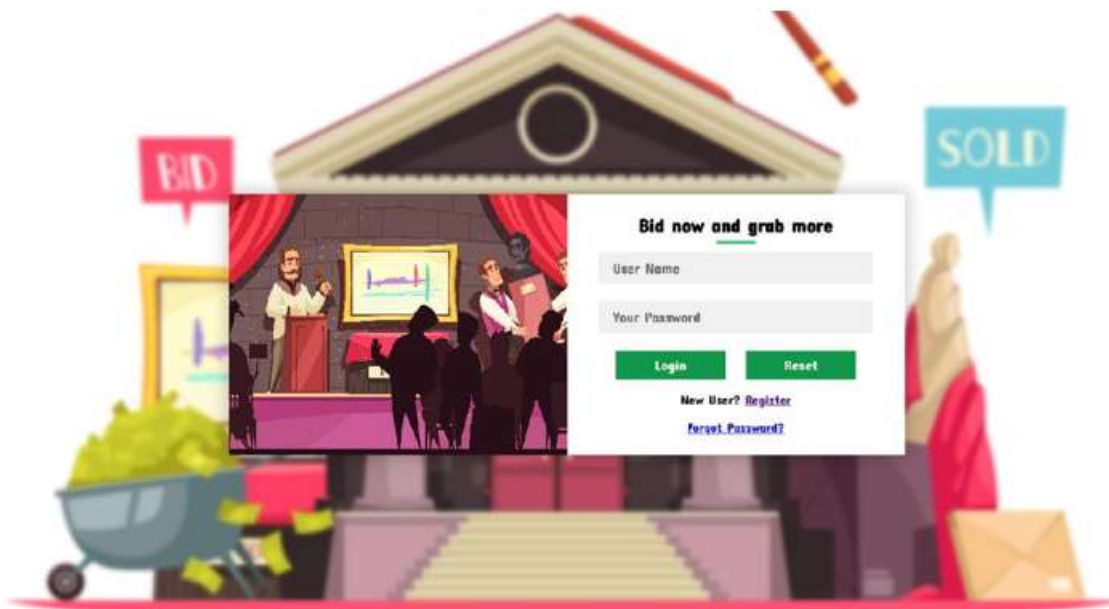 BID
SOLD
Bid now and grab more
User Name
Your Password
Login Reset
New User? Register
Forgot Password?